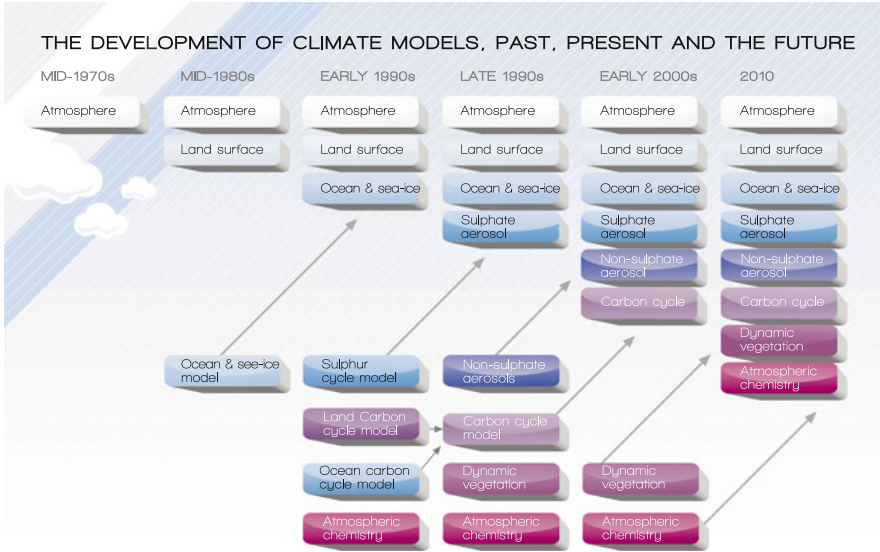 THE DEVELOPMENT OF CLIMATE MODELS, PAST, PRESENT AND THE FUTURE
MID-1970s
MID-1980s
EARLY 1990s
LATE 1990s
EARLY 2000s
2010
Atmosphere
Atmosphere
Atmosphere
Atmosphere
Atmosphere
Atmosphere
Land surface
Land surface
Land surface
Land surface
Land surface
Ocean & sea-ice
Ocean & sea-ice
Ocean & sea-ice
Ocean & sea-ice
Sulphate
aerosol
Sulphate
aerosol
Sulphate
aerosol
Non-sulphate
aerosol
Non-sulphate
aerosol
Carbon cycle
Carbon cycle
Dynamic
vegetation
Atmospheric
chemistry
Ocean & see-ice
model
Sulphur
cycle model
Non-sulphate
aerosols
Land Carbon
cycle model
Carbon cycle
model
Ocean carbon
cycle model
Dynamic
vegetation
Dynamic
vegetation
Atmospheric
chemistry
Atmospheric
chemistry
Atmospheric
chemistry